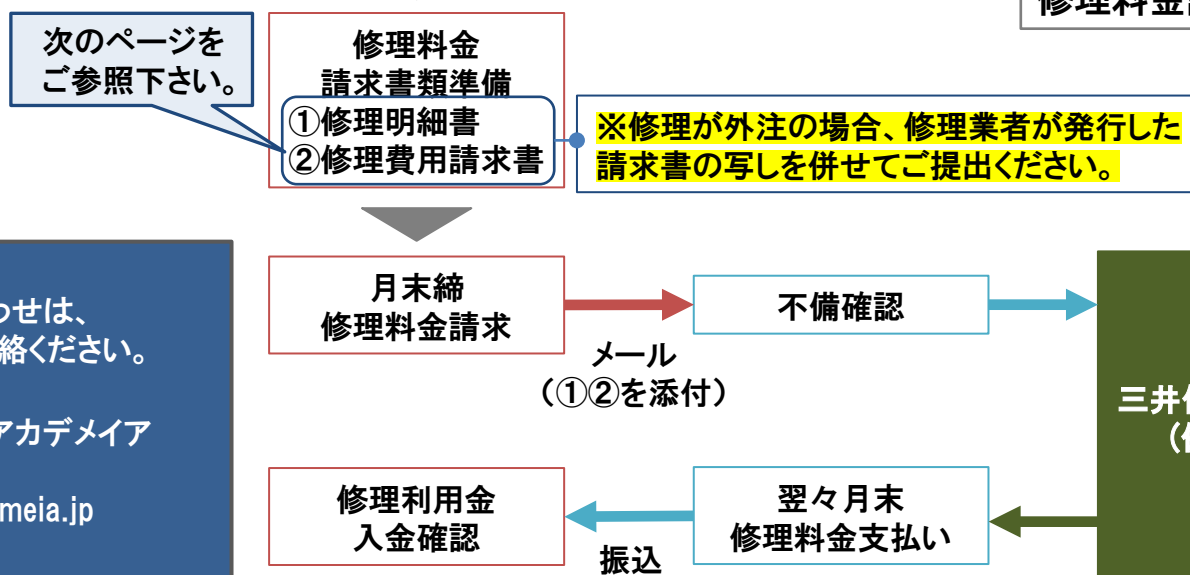 修理料金
次のページを
ご参照下さい。
修理料金
請求書類準備
①修理明細書
②修理費用請求書
※修理が外注の場合、修理業者が発行した
請求書の写しを併せてご提出ください。
わせは、
絡ください。
アカデメイア
meia.jp
月末締
修理料金請求
メール
（①②を添付）
不備確認
三井
修理利用金
入金確認
振込
翌々月末
修理料金支払い